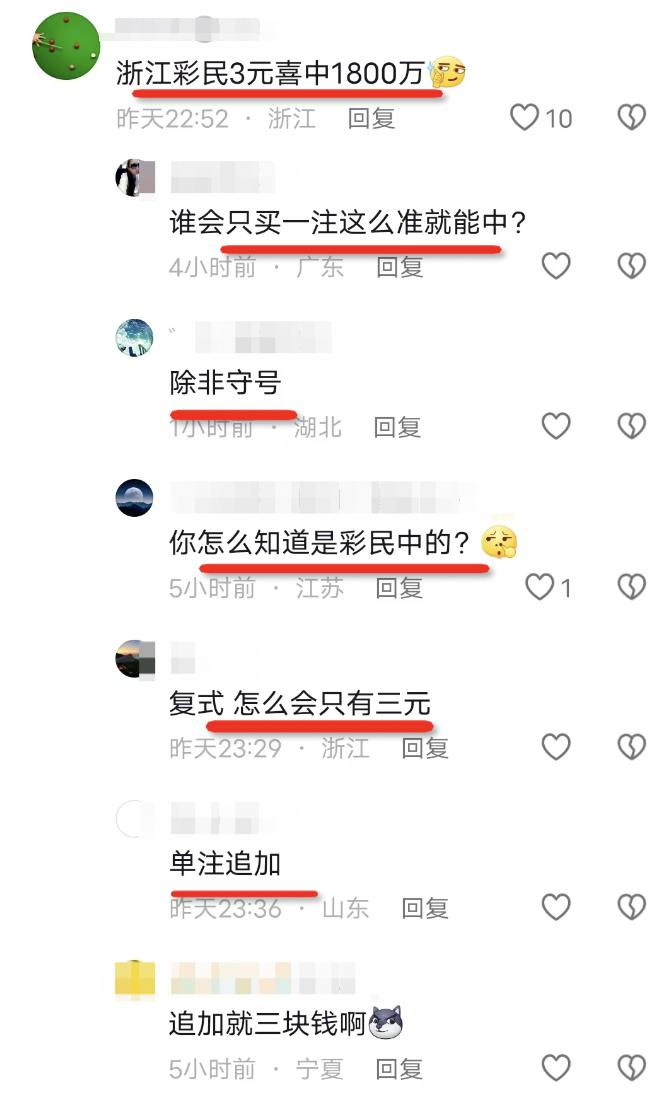 浙江彩民3元喜中1800万
昨天22:52 · 浙江 回复 10
谁会只买一注这么准就能中？
4小时前 · 广东 回复
除非守号
1小时前 · 湖北 回复
你怎么知道是彩民中的？
5小时前 · 江苏 回复 1
复式 怎么会只有三元
昨天23:29 · 浙江 回复
单注追加
昨天23:36 · 山东 回复
追加就三块钱啊
5小时前 · 宁夏 回复